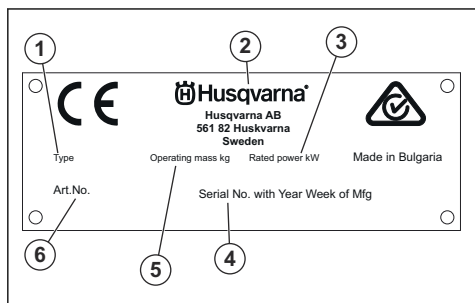 1
2
3
CE
Husqvarna®
Husqvarna AB
561 82 Huskvarna
Sweden
Type
Operating mass kg
Rated power kW
Made in Bulgaria
Art.No.
Serial No. with Year Week of Mfg
6
5
4